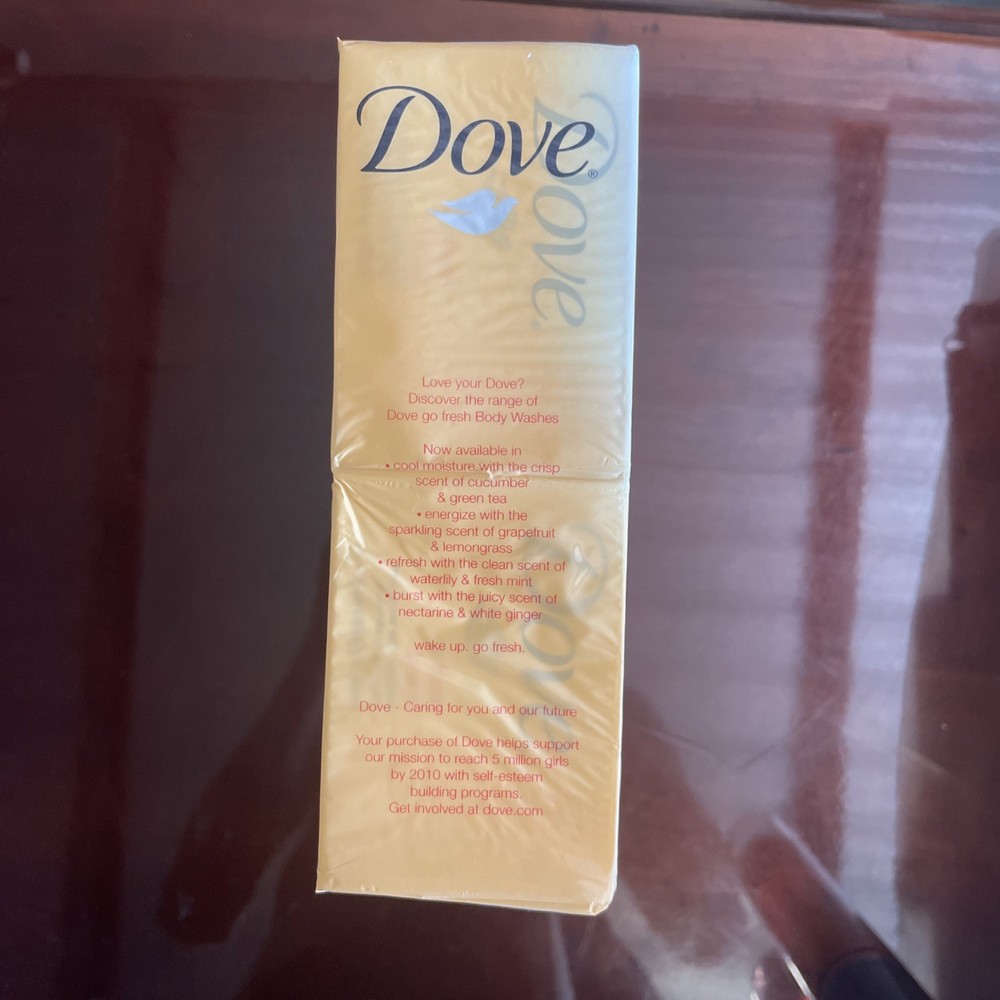 Dove®
Dove.
Love your Dove?
Discover the range of
Dove go fresh Body Washes
Now available in
• cool moisture with the crisp
scent of cucumber
& green tea
• energize with the
sparkling scent of grapefruit
& lemongrass
• refresh with the clean scent of
waterlily & fresh mint
• burst with the juicy scent of
nectarine & white ginger
wake up. go fresh.
Dove
Dove - Caring for you and our future
Your purchase of Dove helps support
our mission to reach 5 million girls
by 2010 with self-esteem
building programs.
Get involved at dove.com